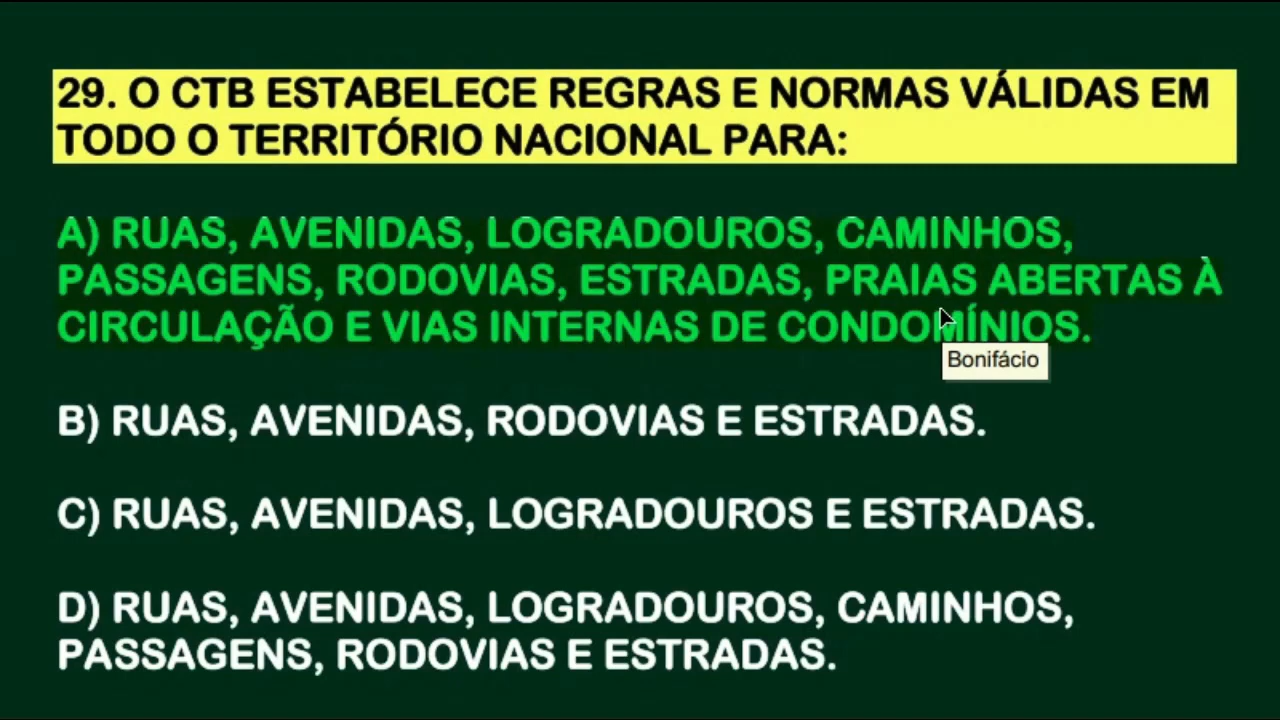 29. O CTB ESTABELECE REGRAS E NORMAS VÁLIDAS EM
TODO O TERRITÓRIO NACIONAL PARA:
A) RUAS, AVENIDAS, LOGRADOUROS, CAMINHOS,
PASSAGENS, RODOVIAS, ESTRADAS, PRAIAS ABERTAS À
CIRCULAÇÃO E VIAS INTERNAS DE CONDOMÍNIOS.
Bonifácio
B) RUAS, AVENIDAS, RODOVIAS E ESTRADAS.
C) RUAS, AVENIDAS, LOGRADOUROS E ESTRADAS.
D) RUAS, AVENIDAS, LOGRADOUROS, CAMINHOS,
PASSAGENS, RODOVIAS E ESTRADAS.